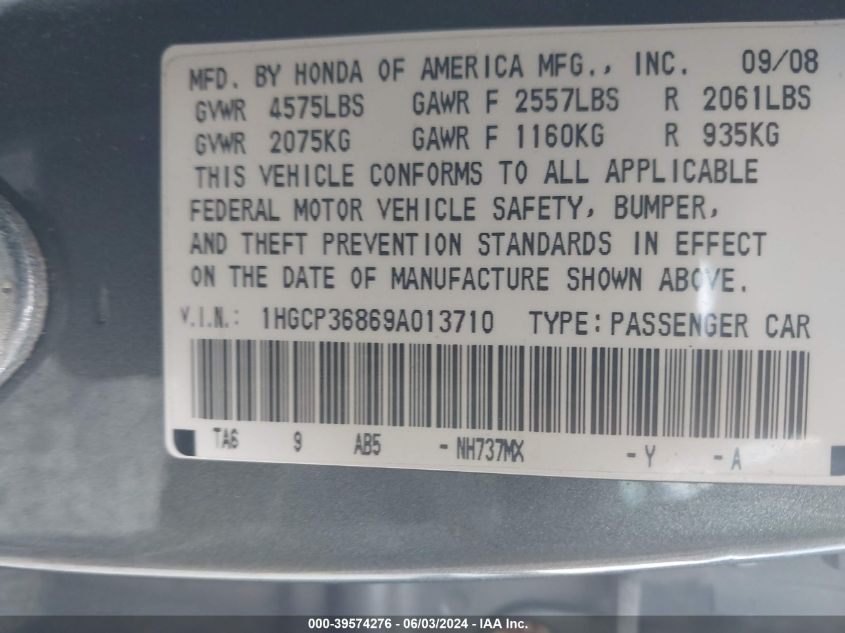 MFD. BY HONDA OF AMERICA MFG., INC. 09/08
GVWR 4575LBS GAWR F 2557LBS R 2061LBS
GVWR 2075KG GAWR F 1160KG R 935KG
THIS VEHICLE CONFORMS TO ALL APPLICABLE
FEDERAL MOTOR VEHICLE SAFETY, BUMPER,
AND THEFT PREVENTION STANDARDS IN EFFECT
ON THE DATE OF MANUFACTURE SHOWN ABOVE.
V.I.N.: 1HGCP36869A013710 TYPE: PASSENGER CAR
TA6 9 AB5 - NH737MX - Y - A
000-39574276 - 06/03/2024 - IAA Inc.